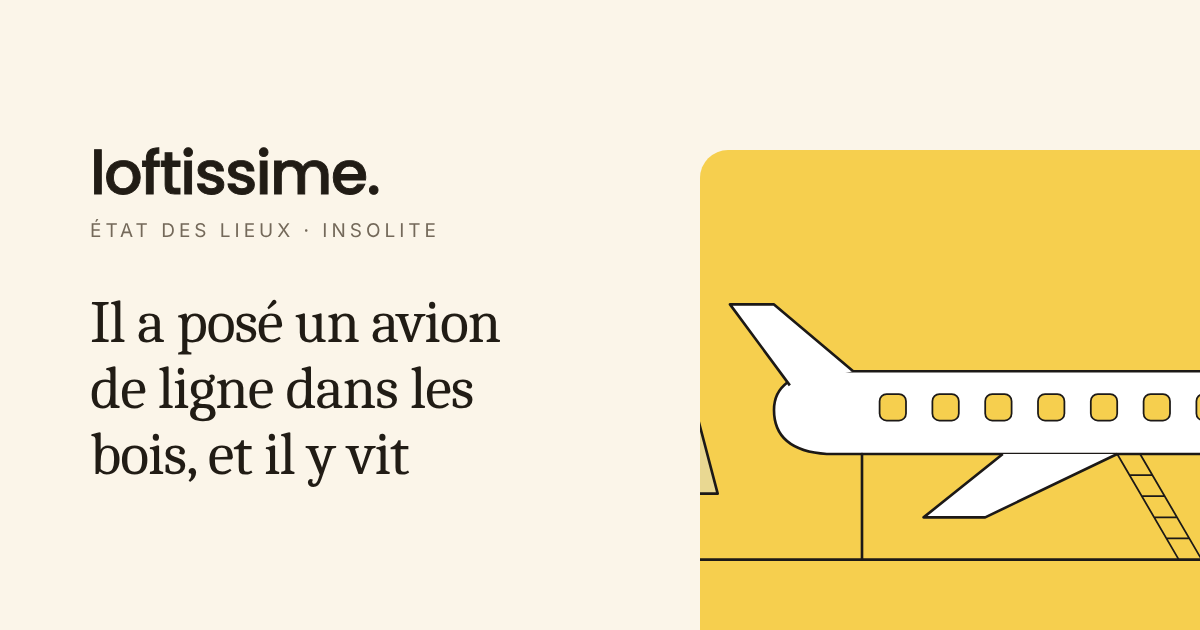 loftissime.
ÉTAT DES LIEUX · INSOLITE
Il a posé un avion
de ligne dans les
bois, et il y vit